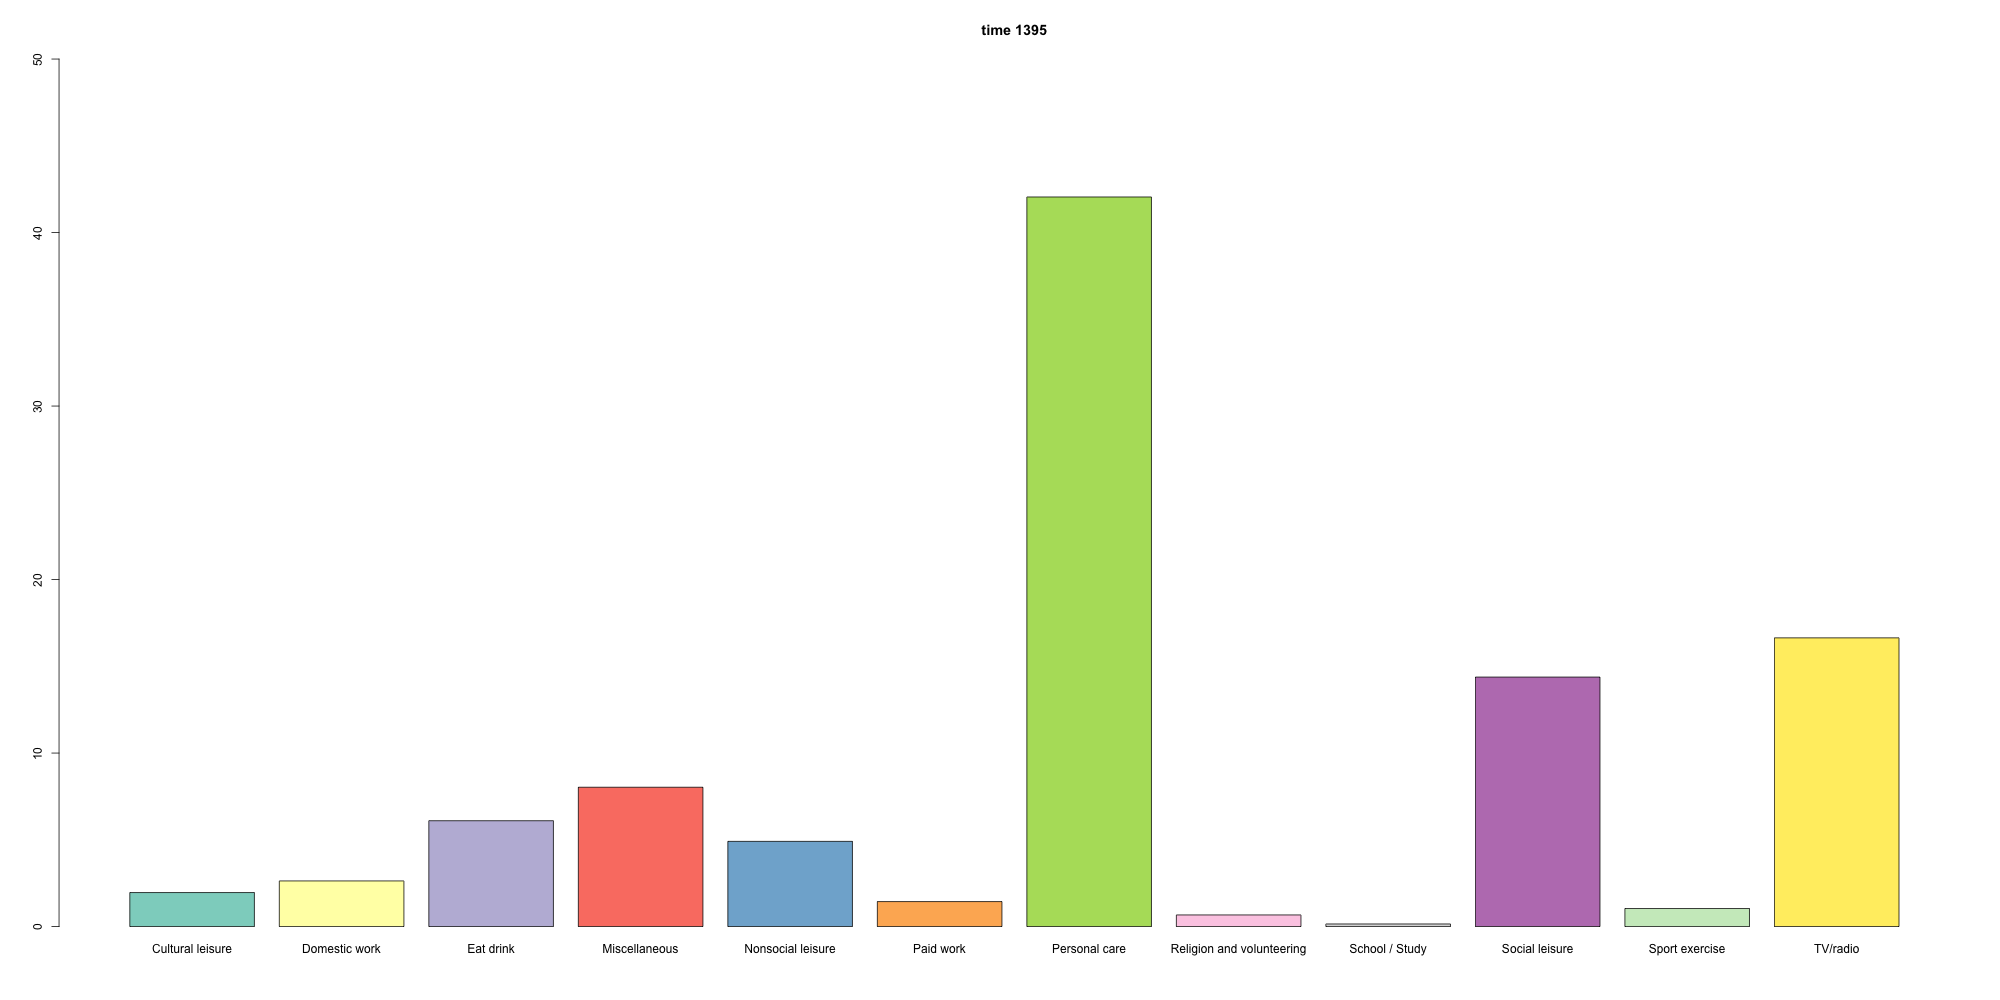 time 1395
50
40
30
20
10
0
Cultural leisure
Domestic work
Eat drink
Miscellaneous
Nonsocial leisure
Paid work
Personal care
Religion and volunteering
School / Study
Social leisure
Sport exercise
TV/radio